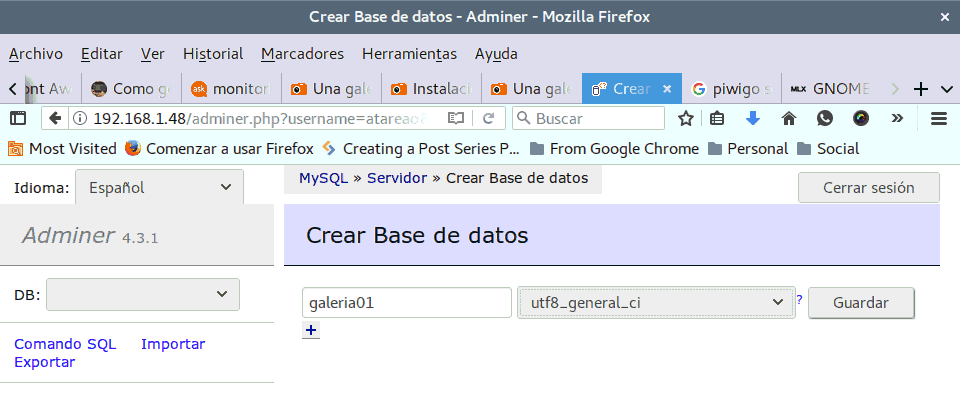 Crear Base de datos - Adminer - Mozilla Firefox
Archivo Editar Ver Historial Marcadores Herramientas Ayuda
ont Aw Como ge monitor Una gale Instalaci Una gale Crear piwigo s GNOME
192.168.1.48/adminer.php?username=atareao& Buscar
Most Visited Comenzar a usar Firefox Creating a Post Series P... From Google Chrome Personal Social
Idioma: Español MySQL » Servidor » Crear Base de datos Cerrar sesión
Adminer 4.3.1 Crear Base de datos
DB: galeria01 utf8_general_ci ? Guardar
+
Comando SQL Importar
Exportar